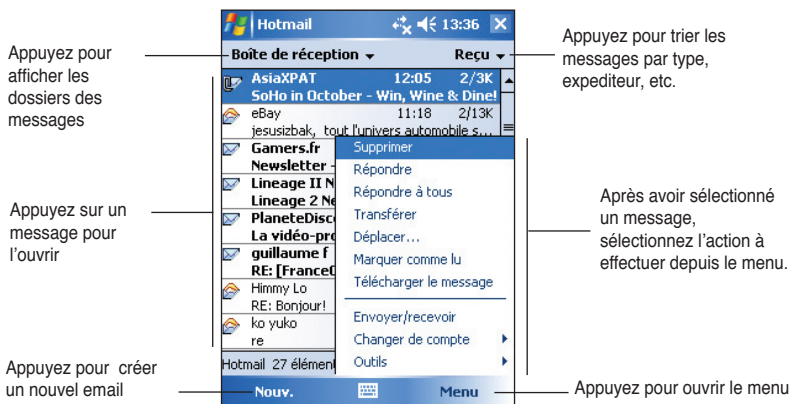 Hotmail 13:36
Boîte de réception Reçu
AsiaXPAT 12:05 2/3K
SoHo in October - Win, Wine & Dine!
eBay 11:18 2/13K
jesusizbak, tout l'univers automobile s...
Gamers.fr
Newsletter -
Lineage II N
Lineage 2 Ne
PlaneteDisc
La vidéo-pro
guillaume f
RE: [FranceO
Himmy Lo
RE: Bonjour!
ko yuko
re
Hotmail 27 élément
Nouv. Menu
Supprimer
Répondre
Répondre à tous
Transférer
Déplacer...
Marquer comme lu
Télécharger le message
Envoyer/recevoir
Changer de compte
Outils
Appuyez pour
afficher les
dossiers des
messages
Appuyez sur un
message pour
l'ouvrir
Appuyez pour créer
un nouvel email
Appuyez pour trier les
messages par type,
expediteur, etc.
Après avoir sélectionné
un message,
sélectionnez l'action à
effectuer depuis le menu.
Appuyez pour ouvrir le menu